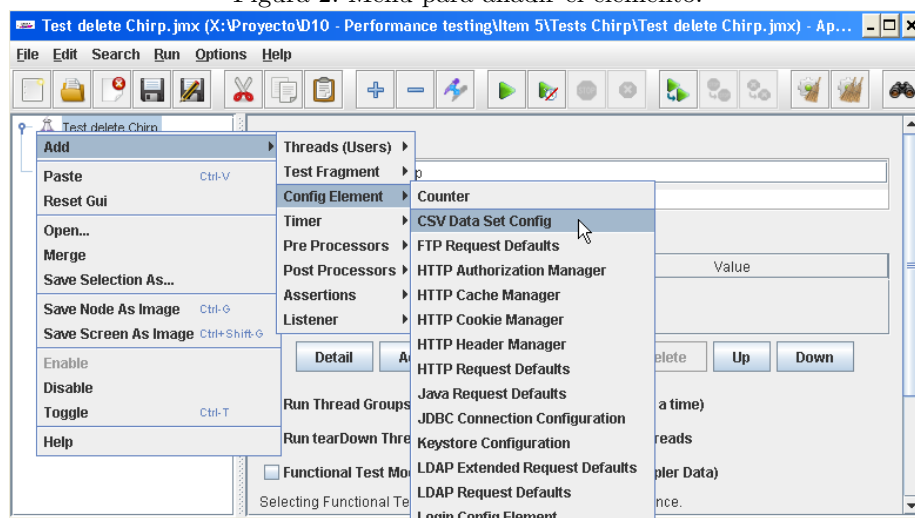 Figura 2: Menú para añadir el elemento.
Test delete Chirp.jmx (X:\Proyecto\D10 - Performance testing\Item 5\Tests Chirp\Test delete Chirp.jmx) - Ap...
File Edit Search Run Options Help
Test delete Chirp
Add
Paste Ctrl-V
Reset Gui
Open...
Merge
Save Selection As...
Save Node As Image Ctrl-G
Save Screen As Image Ctrl+Shift-G
Enable
Disable
Toggle Ctrl-T
Help
Threads (Users)
Test Fragment
Config Element
Timer
Pre Processors
Post Processors
Assertions
Listener
Counter
CSV Data Set Config
FTP Request Defaults
HTTP Authorization Manager
HTTP Cache Manager
HTTP Cookie Manager
HTTP Header Manager
HTTP Request Defaults
Java Request Defaults
JDBC Connection Configuration
Keystore Configuration
LDAP Extended Request Defaults
LDAP Request Defaults
Login Config Element
p
Value
Detail Up Down
Run Thread Groups a time)
Run tearDown
Functional Test Data)
Selecting Functional